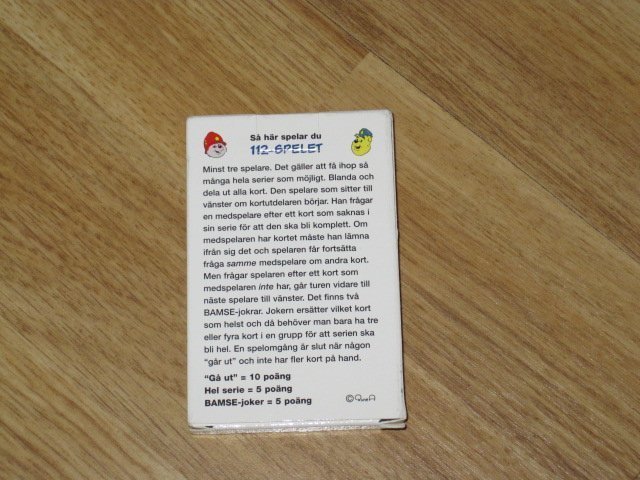 Så här spelar du
112-SPELET
Minst tre spelare. Det gäller att få ihop så
många hela serier som möjligt. Blanda och
dela ut alla kort. Den spelare som sitter till
vänster om kortutdelaren börjar. Han frågar
en medspelare efter ett kort som saknas i
sin serie för att den ska bli komplett. Om
medspelaren har kortet måste han lämna
ifrån sig det och spelaren får fortsätta
fråga samme medspelare om andra kort.
Men frågar spelaren efter ett kort som
medspelaren inte har, går turen vidare till
näste spelare till vänster. Det finns två
BAMSE-jokrar. Jokern ersätter vilket kort
som helst och då behöver man bara ha tre
eller fyra kort i en grupp för att serien ska
bli hel. En spelomgång är slut när någon
"går ut" och inte har fler kort på hand.
"Gå ut" = 10 poäng
Hel serie = 5 poäng
BAMSE-joker = 5 poäng
©